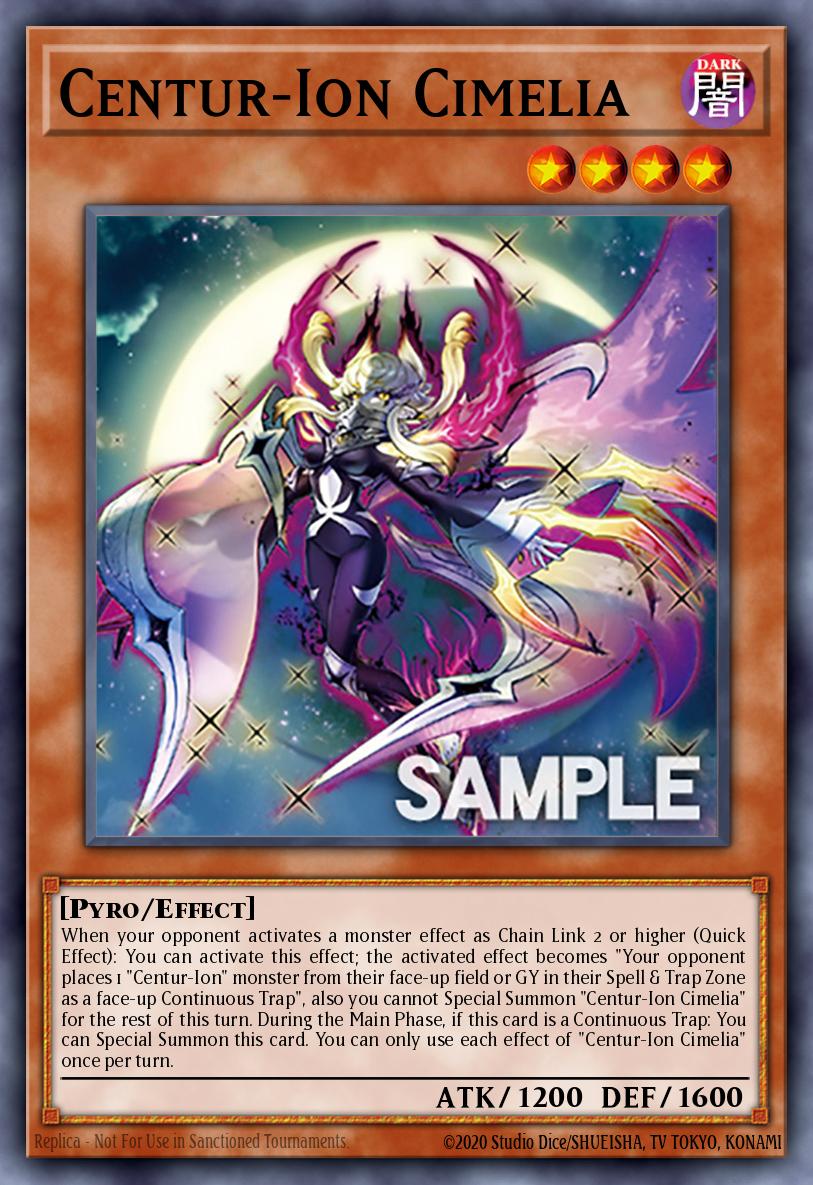 Centur-Ion Cimelia
DARK
闇
SAMPLE
[Pyro/Effect]
When your opponent activates a monster effect as Chain Link 2 or higher (Quick
Effect): You can activate this effect; the activated effect becomes "Your opponent
places 1 "Centur-Ion" monster from their face-up field or GY in their Spell & Trap Zone
as a face-up Continuous Trap", also you cannot Special Summon "Centur-Ion Cimelia"
for the rest of this turn. During the Main Phase, if this card is a Continuous Trap: You
can Special Summon this card. You can only use each effect of "Centur-Ion Cimelia"
once per turn.
ATK/1200 DEF/1600
Replica - Not For Use in Sanctioned Tournaments.
©2020 Studio Dice/SHUEISHA, TV TOKYO, KONAMI